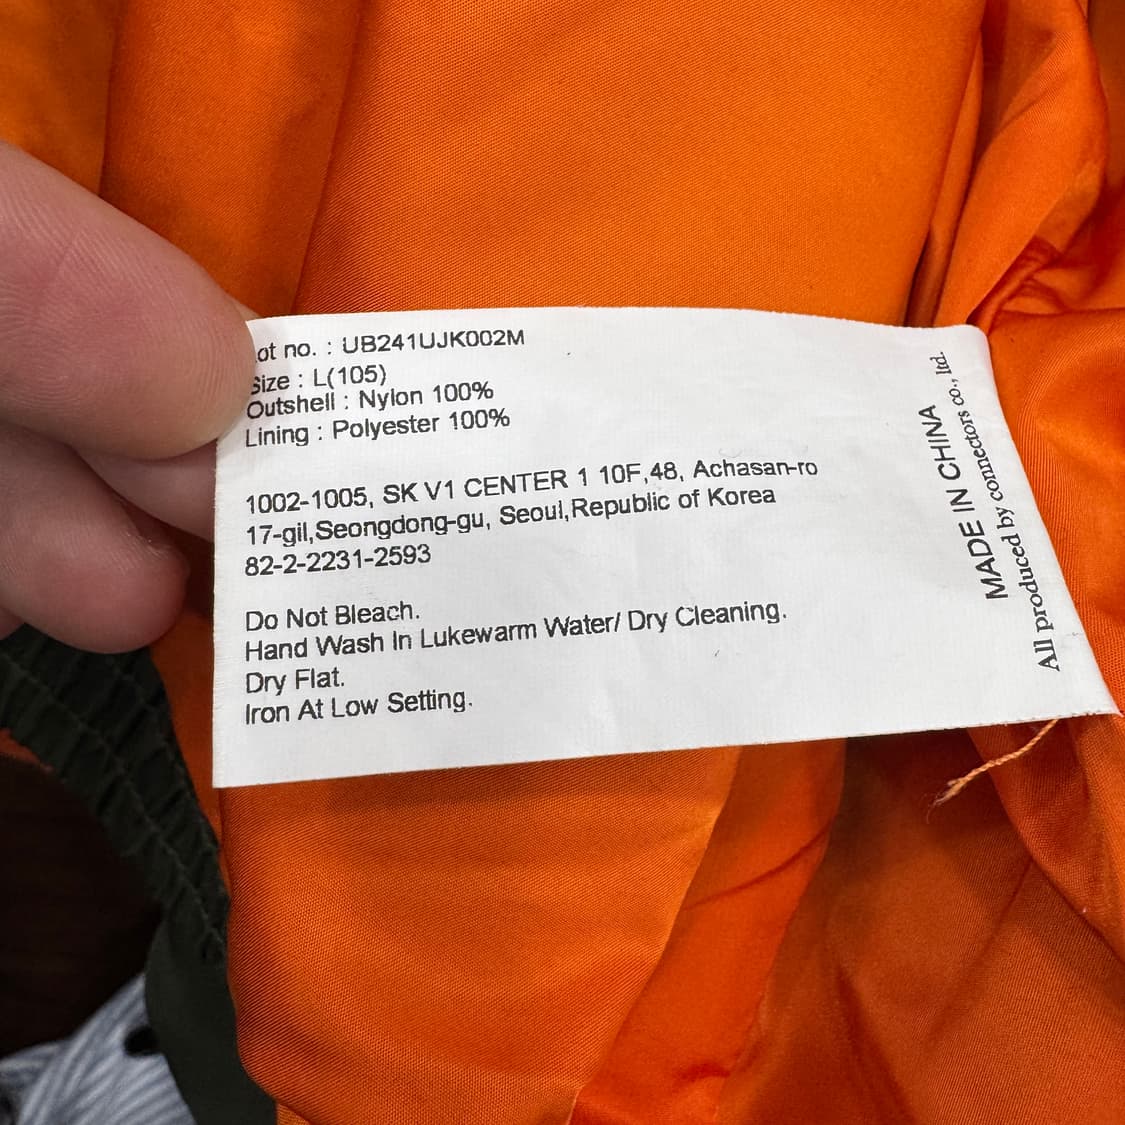 Lot no. : UB241UJK002M
Size : L(105)
Outshell : Nylon 100%
Lining : Polyester 100%
1002-1005, SK V1 CENTER 1 10F,48, Achasan-ro
17-gil,Seongdong-gu, Seoul,Republic of Korea
82-2-2231-2593
Do Not Bleach.
Hand Wash In Lukewarm Water/ Dry Cleaning.
Dry Flat.
Iron At Low Setting.
MADE IN CHINA
All produced by connectors co., ltd.